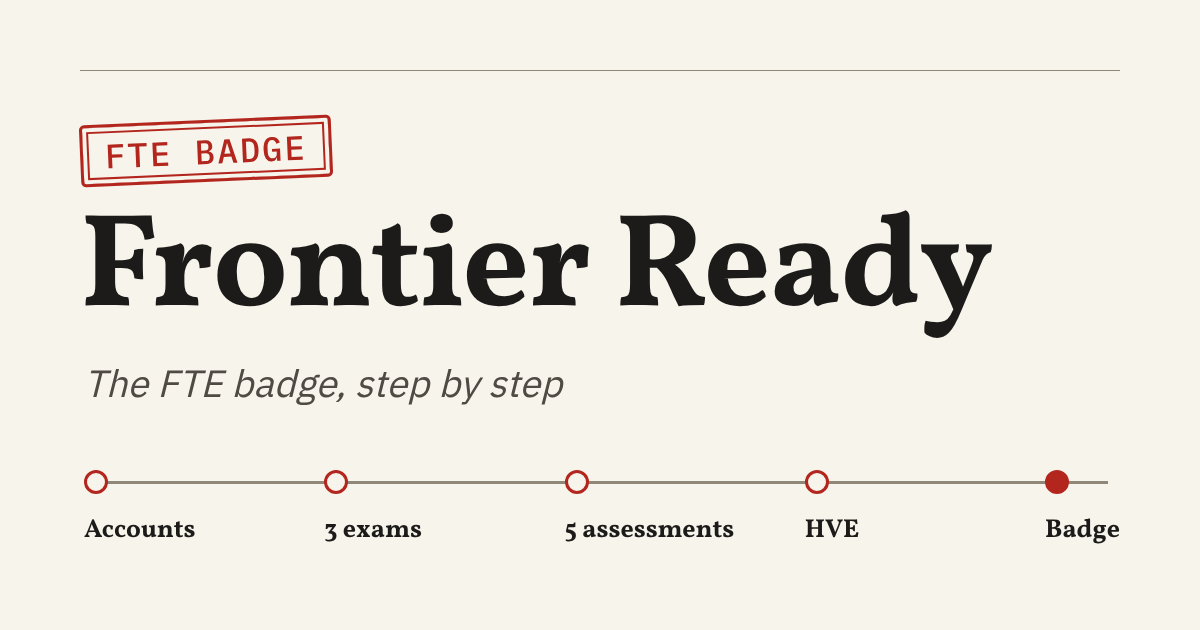 FTE BADGE
Frontier Ready
The FTE badge, step by step
Accounts
3 exams
5 assessments
HVE
Badge